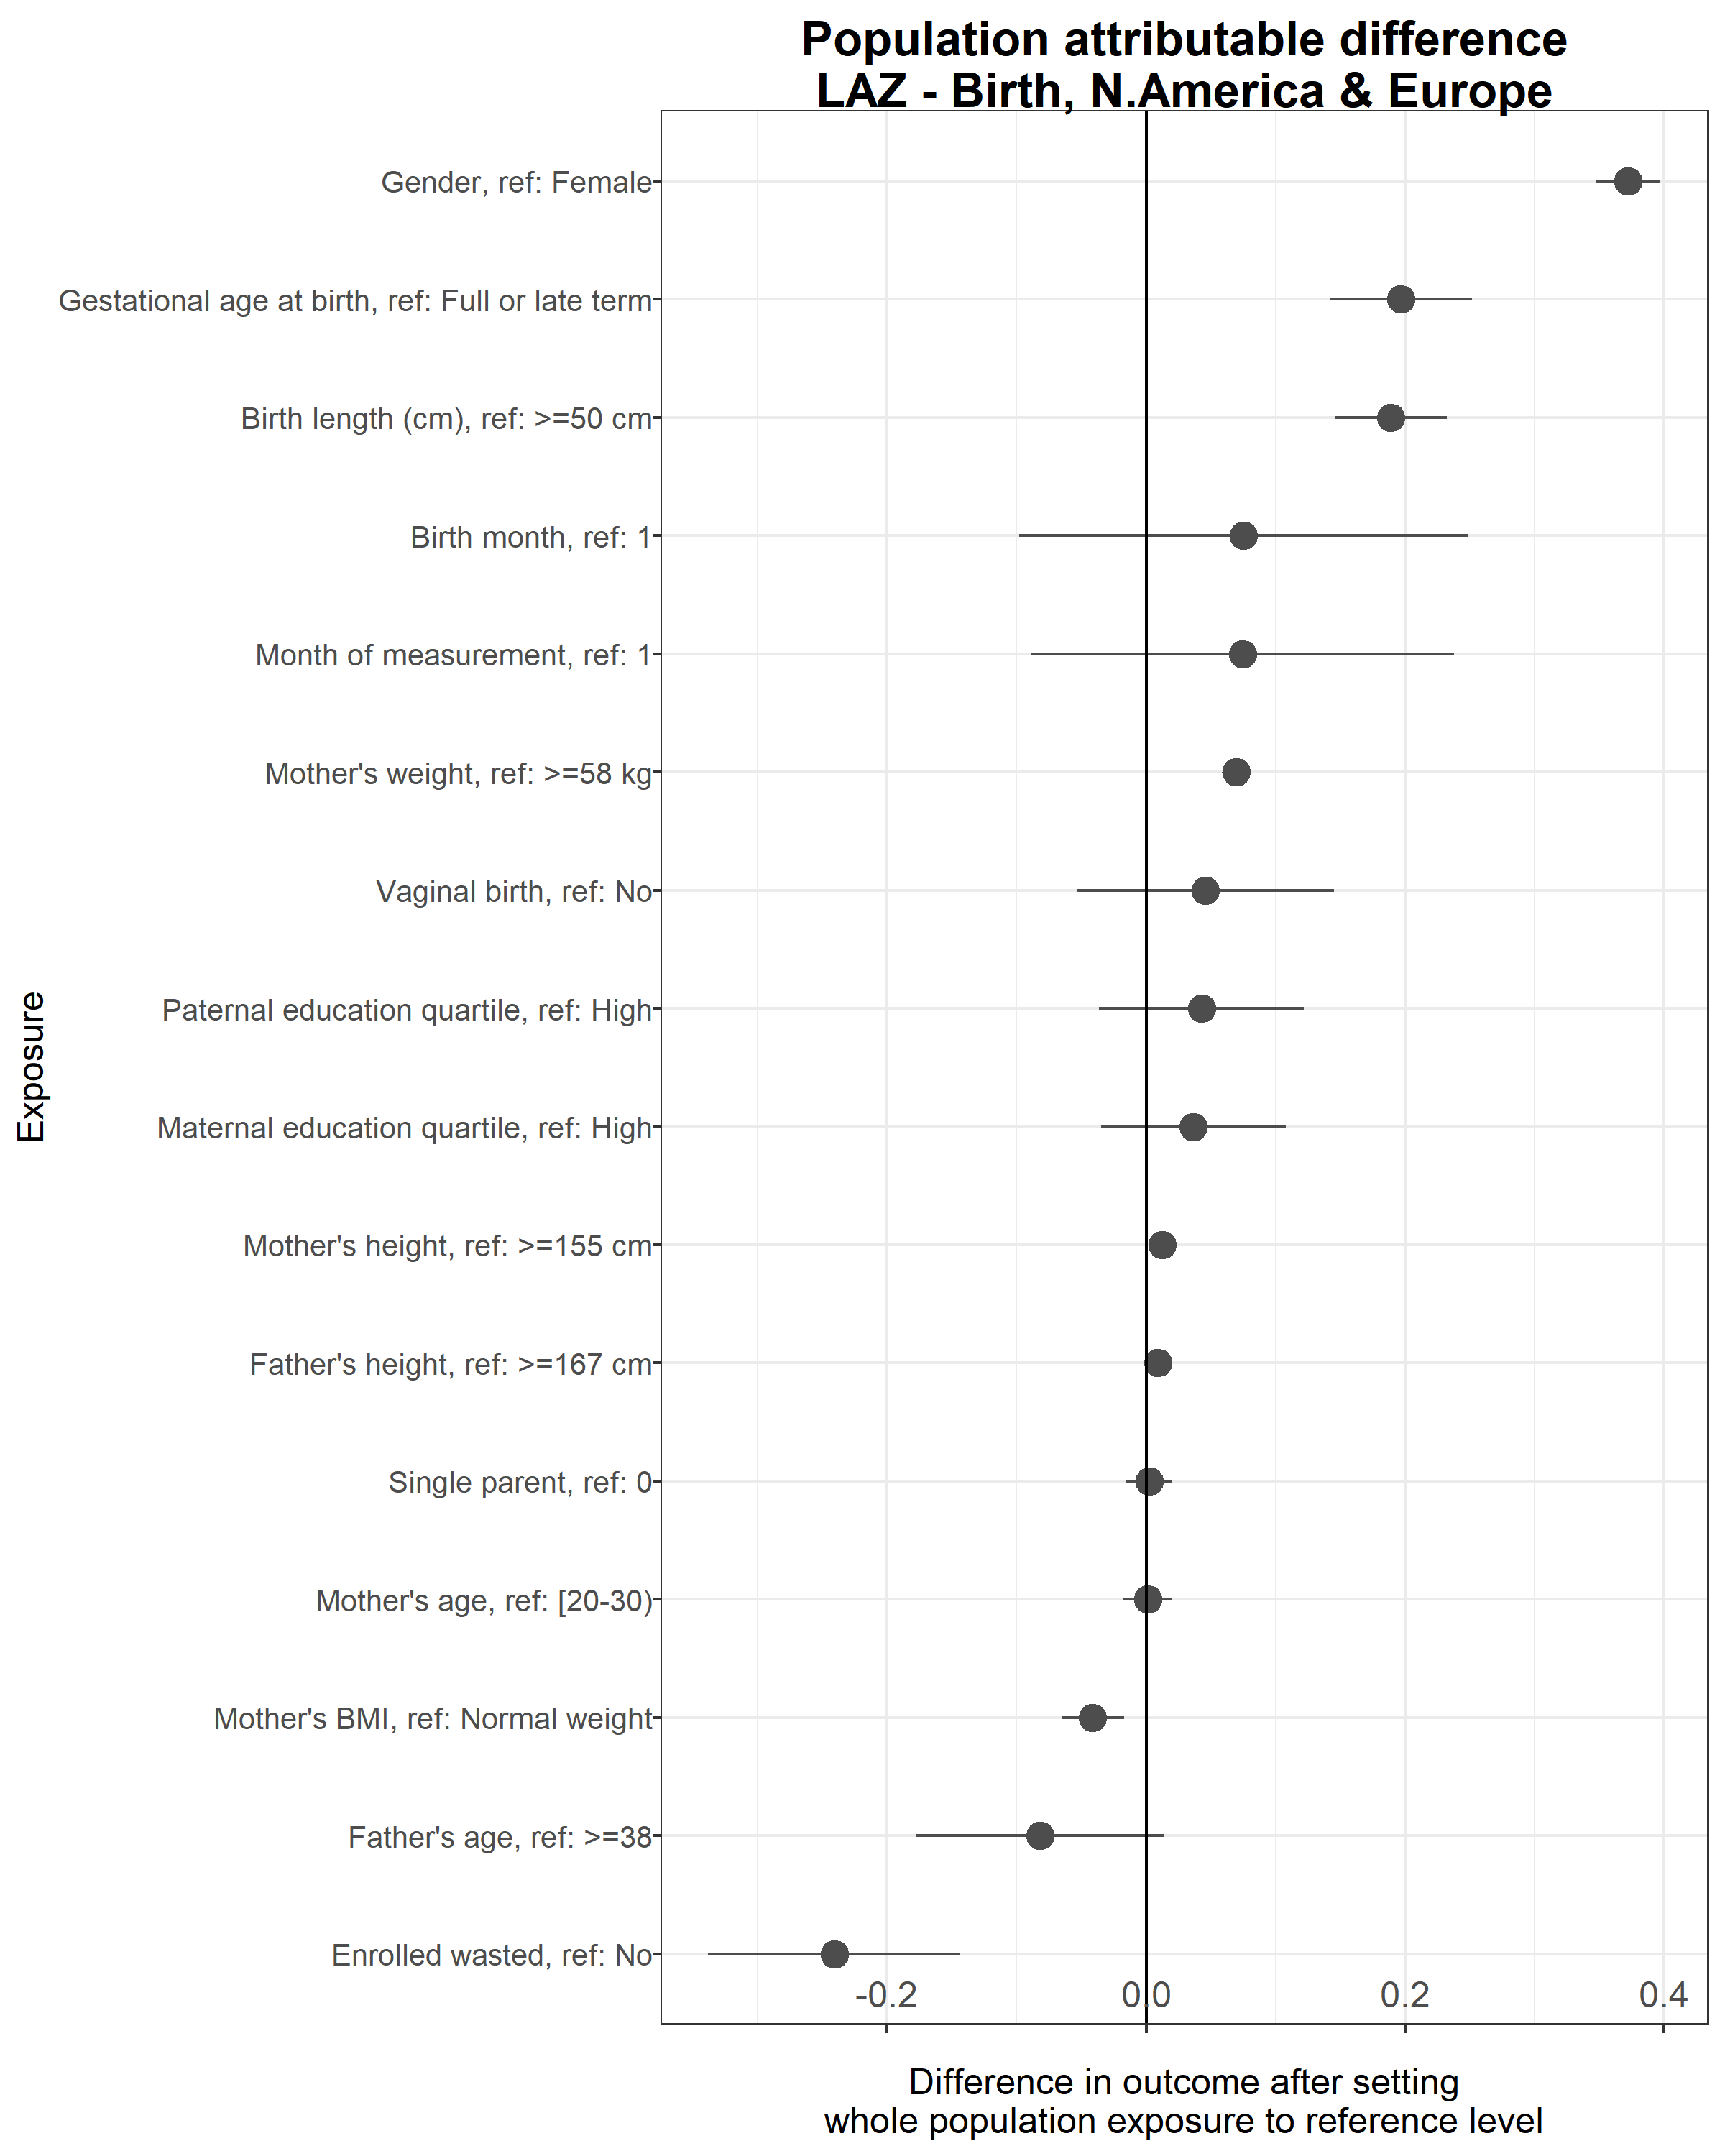 Population attributable difference
LAZ - Birth, N.America & Europe
Gender, ref: Female
Gestational age at birth, ref: Full or late term
Birth length (cm), ref: >=50 cm
Birth month, ref: 1
Month of measurement, ref: 1
Mother's weight, ref: >=58 kg
Vaginal birth, ref: No
Paternal education quartile, ref: High
Maternal education quartile, ref: High
Mother's height, ref: >=155 cm
Father's height, ref: >=167 cm
Single parent, ref: 0
Mother's age, ref: [20-30)
Mother's BMI, ref: Normal weight
Father's age, ref: >=38
Enrolled wasted, ref: No
Exposure
-0.2 0.0 0.2 0.4
Difference in outcome after setting
whole population exposure to reference level